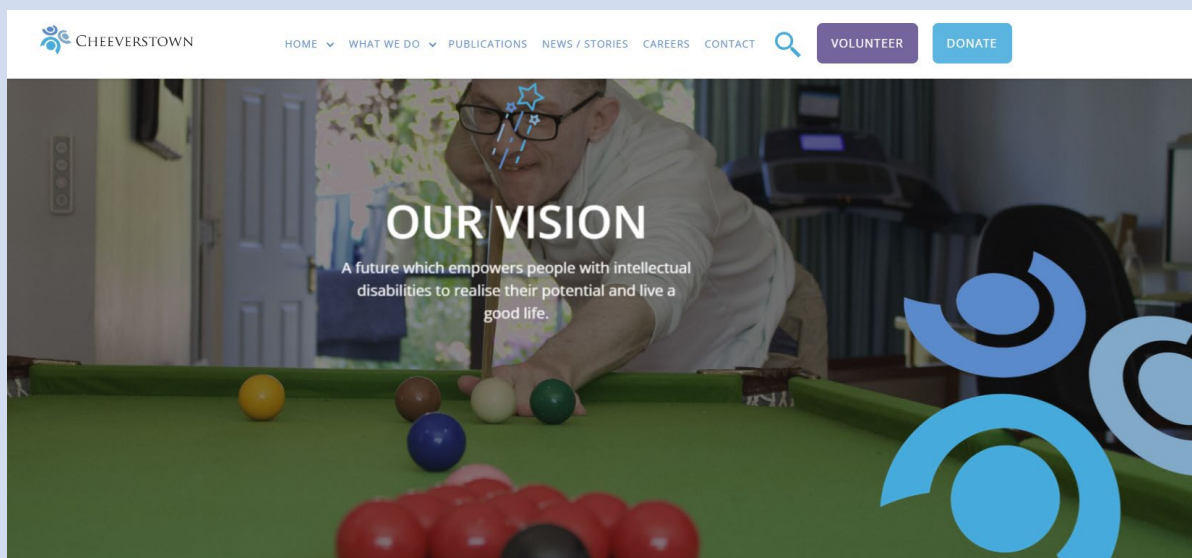 CHEEVERSTOWN
HOME WHAT WE DO PUBLICATIONS NEWS / STORIES CAREERS CONTACT VOLUNTEER DONATE
OUR VISION
A future which empowers people with intellectual
disabilities to realise their potential and live a
good life.